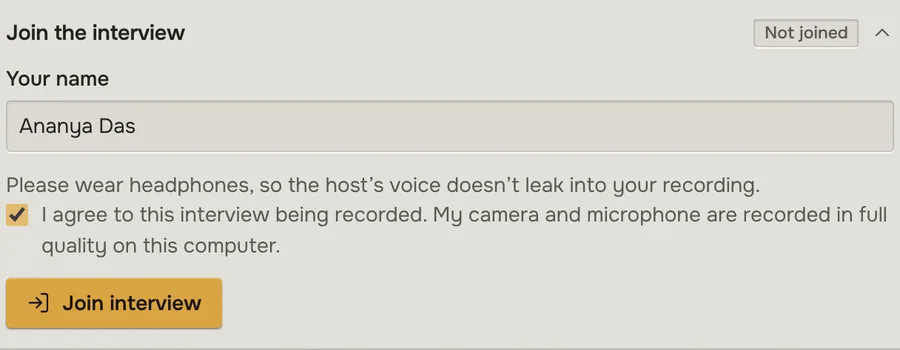 Join the interview
Not joined
Your name
Ananya Das
Please wear headphones, so the host’s voice doesn’t leak into your recording.
I agree to this interview being recorded. My camera and microphone are recorded in full
quality on this computer.
Join interview